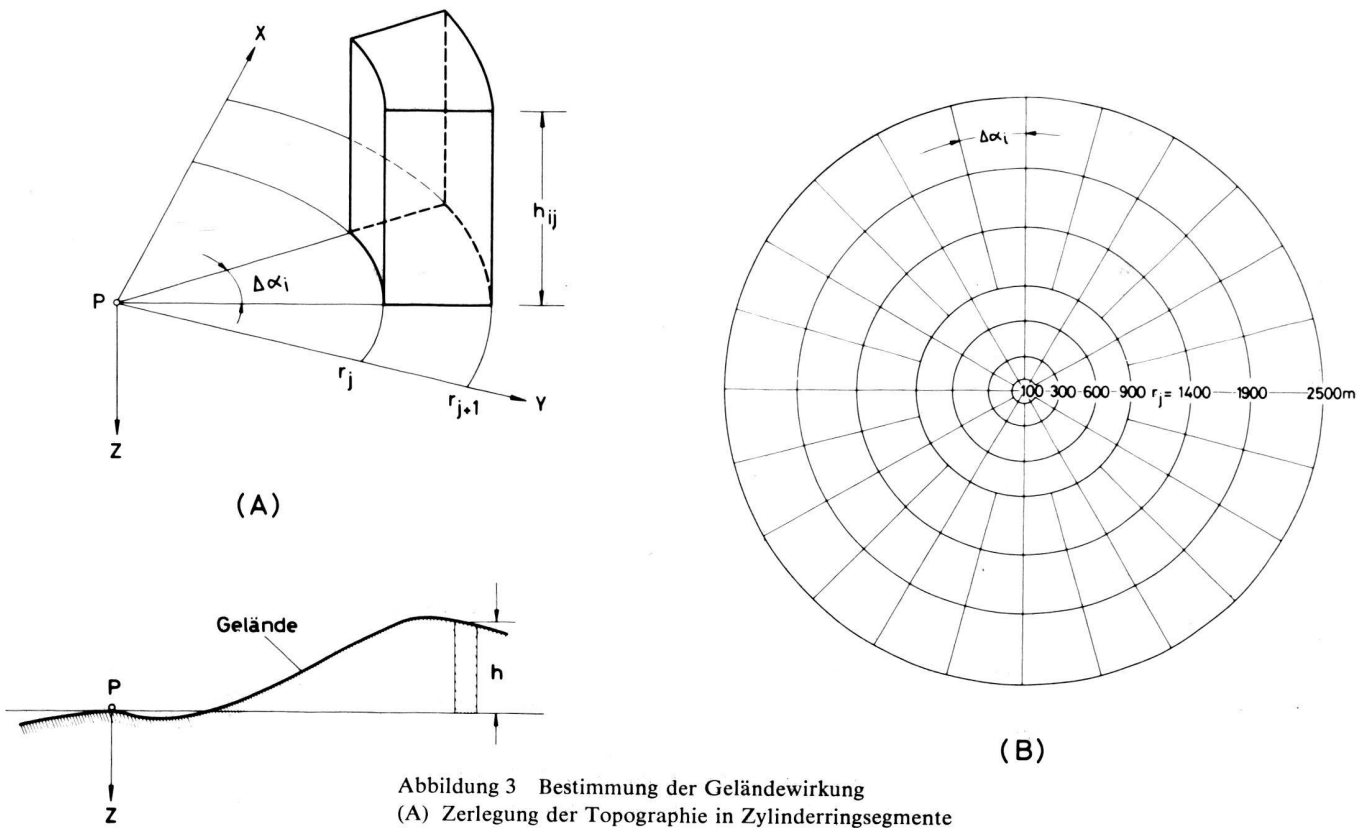 X
h_ij
Δα_i
P
r_j
r_j+1
Y
Z
(A)
Δα_i
100 300 600 900 r_j= 1400 1900 2500m
(B)
Gelände
P
h
Z
Abbildung 3 Bestimmung der Geländewirkung
(A) Zerlegung der Topographie in Zylinderringsegmente